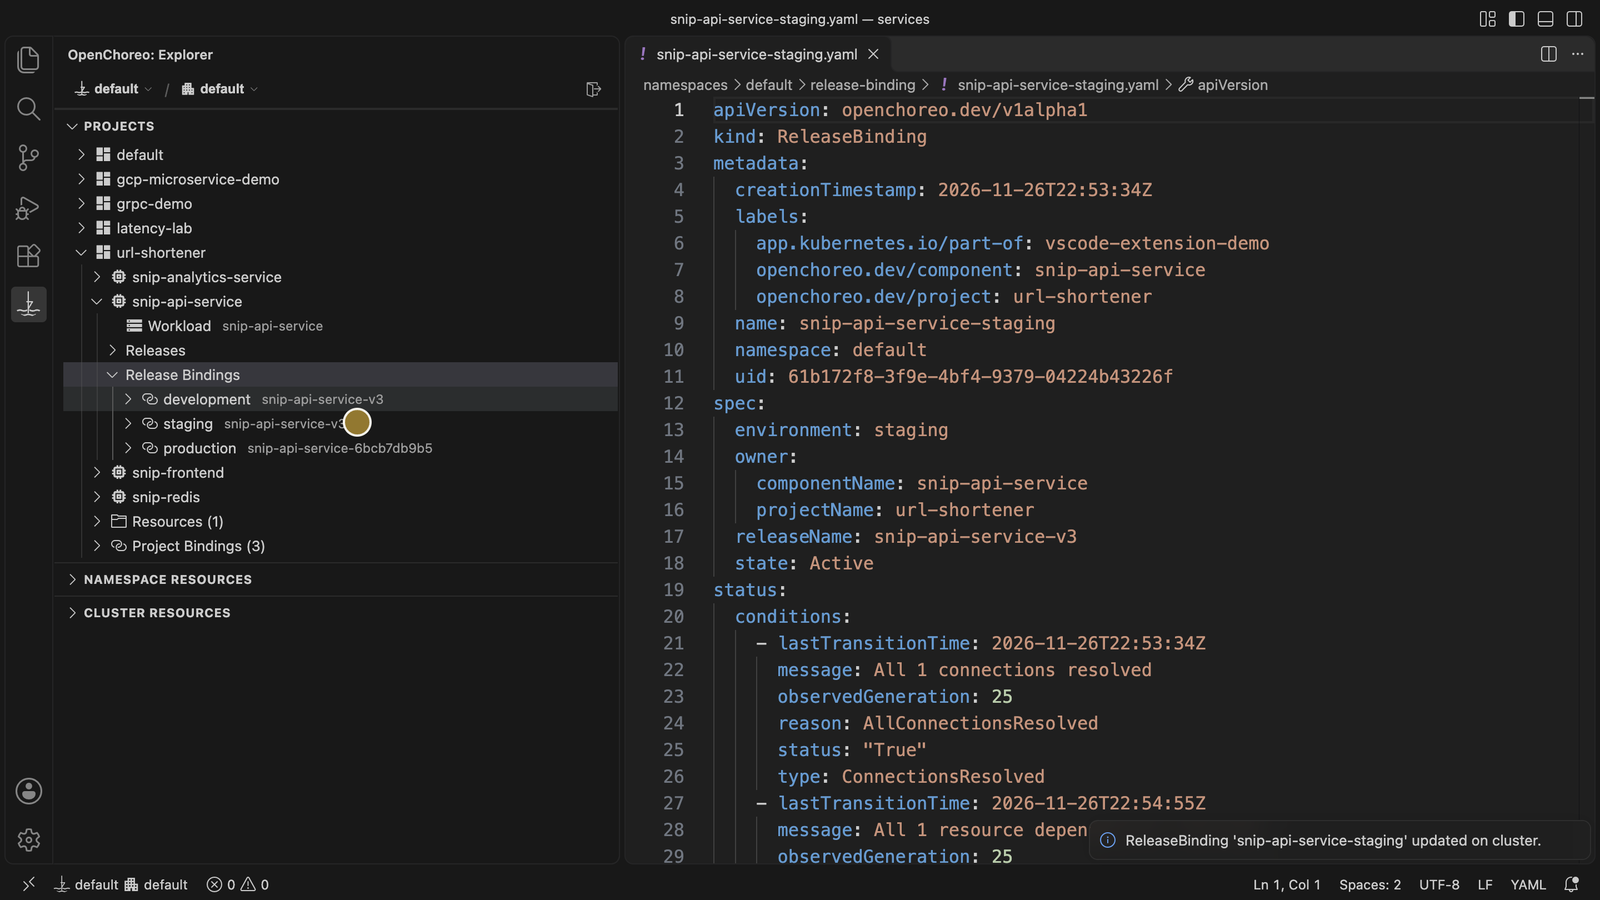 snip-api-service-staging.yaml — services
OpenChoreo: Explorer
default / default
PROJECTS
default
gcp-microservice-demo
grpc-demo
latency-lab
url-shortener
snip-analytics-service
snip-api-service
Workload snip-api-service
Releases
Release Bindings
development snip-api-service-v3
staging snip-api-service-v3
production snip-api-service-6bcb7db9b5
snip-frontend
snip-redis
Resources (1)
Project Bindings (3)
NAMESPACE RESOURCES
CLUSTER RESOURCES
! snip-api-service-staging.yaml
namespaces > default > release-binding > ! snip-api-service-staging.yaml > apiVersion
1 apiVersion: openchoreo.dev/v1alpha1
2 kind: ReleaseBinding
3 metadata:
4 creationTimestamp: 2026-11-26T22:53:34Z
5 labels:
6 app.kubernetes.io/part-of: vscode-extension-demo
7 openchoreo.dev/component: snip-api-service
8 openchoreo.dev/project: url-shortener
9 name: snip-api-service-staging
10 namespace: default
11 uid: 61b172f8-3f9e-4bf4-9379-04224b43226f
12 spec:
13 environment: staging
14 owner:
15 componentName: snip-api-service
16 projectName: url-shortener
17 releaseName: snip-api-service-v3
18 state: Active
19 status:
20 conditions:
21 - lastTransitionTime: 2026-11-26T22:53:34Z
22 message: All 1 connections resolved
23 observedGeneration: 25
24 reason: AllConnectionsResolved
25 status: "True"
26 type: ConnectionsResolved
27 - lastTransitionTime: 2026-11-26T22:54:55Z
28 message: All 1 resource depen
29 observedGeneration: 25
ReleaseBinding 'snip-api-service-staging' updated on cluster.
default default 0 0
Ln 1, Col 1 Spaces: 2 UTF-8 LF YAML